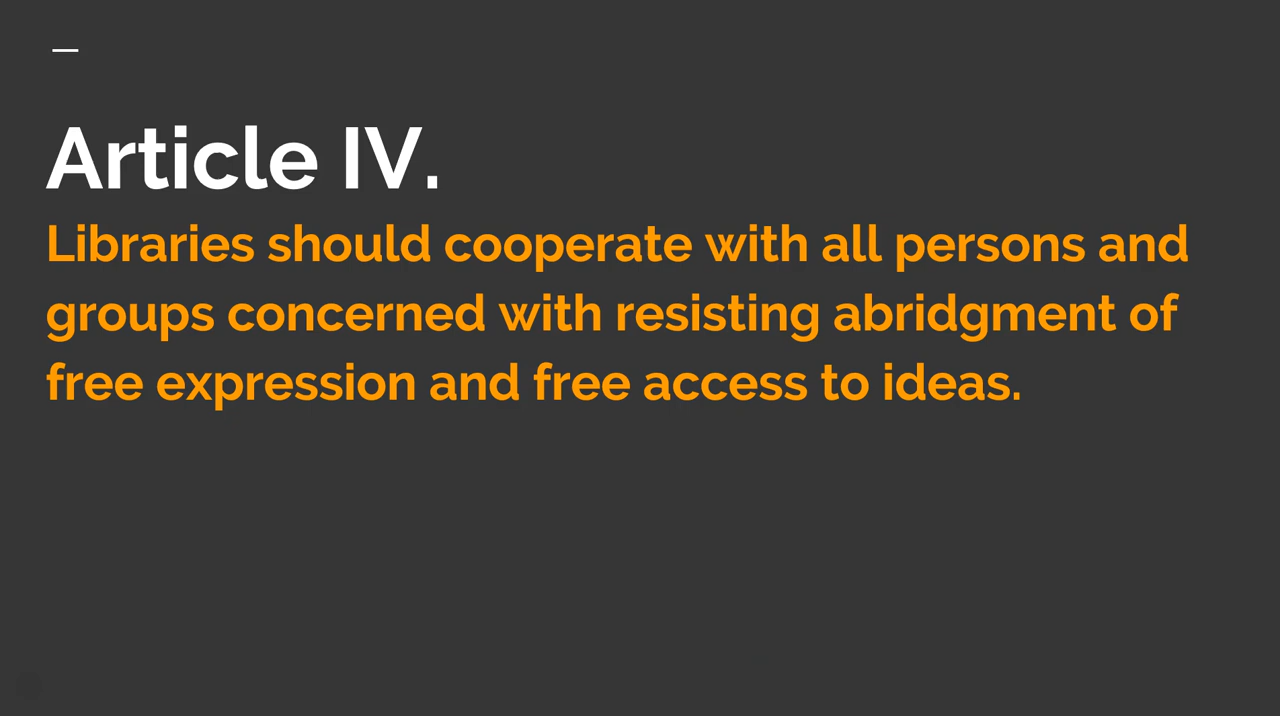 Article IV.
Libraries should cooperate with all persons and
groups concerned with resisting abridgment of
free expression and free access to ideas.